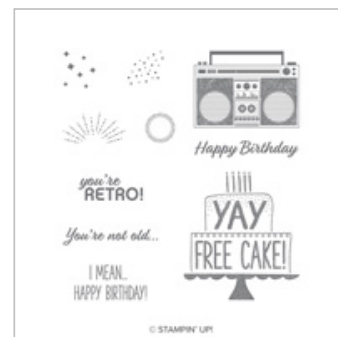 Happy Birthday
you're
RETRO!
You're not old...
I MEAN...
HAPPY BIRTHDAY!
YAY
FREE CAKE!
© STAMPIN' UP!